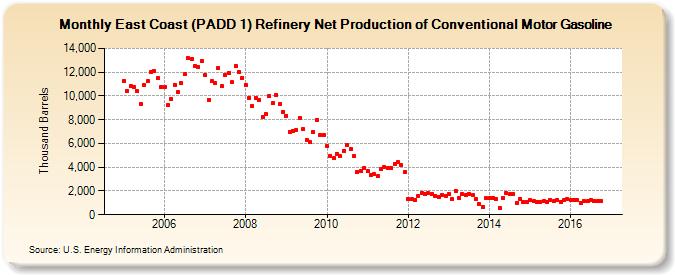 Monthly East Coast (PADD 1) Refinery Net Production of Conventional Motor Gasoline
Thousand Barrels
14,000
12,000
10,000
8,000
6,000
4,000
2,000
0
2006 2008 2010 2012 2014 2016
Source: U.S. Energy Information Administration